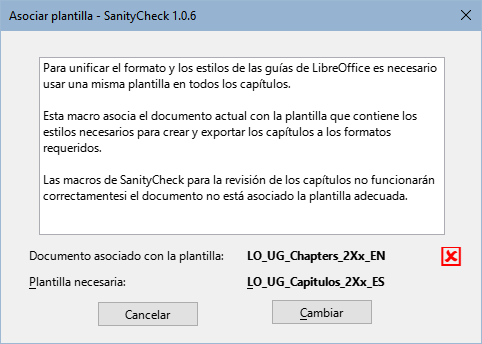 Asociar plantilla - SanityCheck 1.0.6
Para unificar el formato y los estilos de las guías de LibreOffice es necesario
usar una misma plantilla en todos los capítulos.
Esta macro asocia el documento actual con la plantilla que contiene los
estilos necesarios para crear y exportar los capítulos a los formatos
requeridos.
Las macros de SanityCheck para la revisión de los capítulos no funcionarán
correctamentesi el documento no está asociado la plantilla adecuada.
Documento asociado con la plantilla: LO_UG_Chapters_2Xx_EN
Plantilla necesaria: LO_UG_Capitulos_2Xx_ES
Cancelar Cambiar